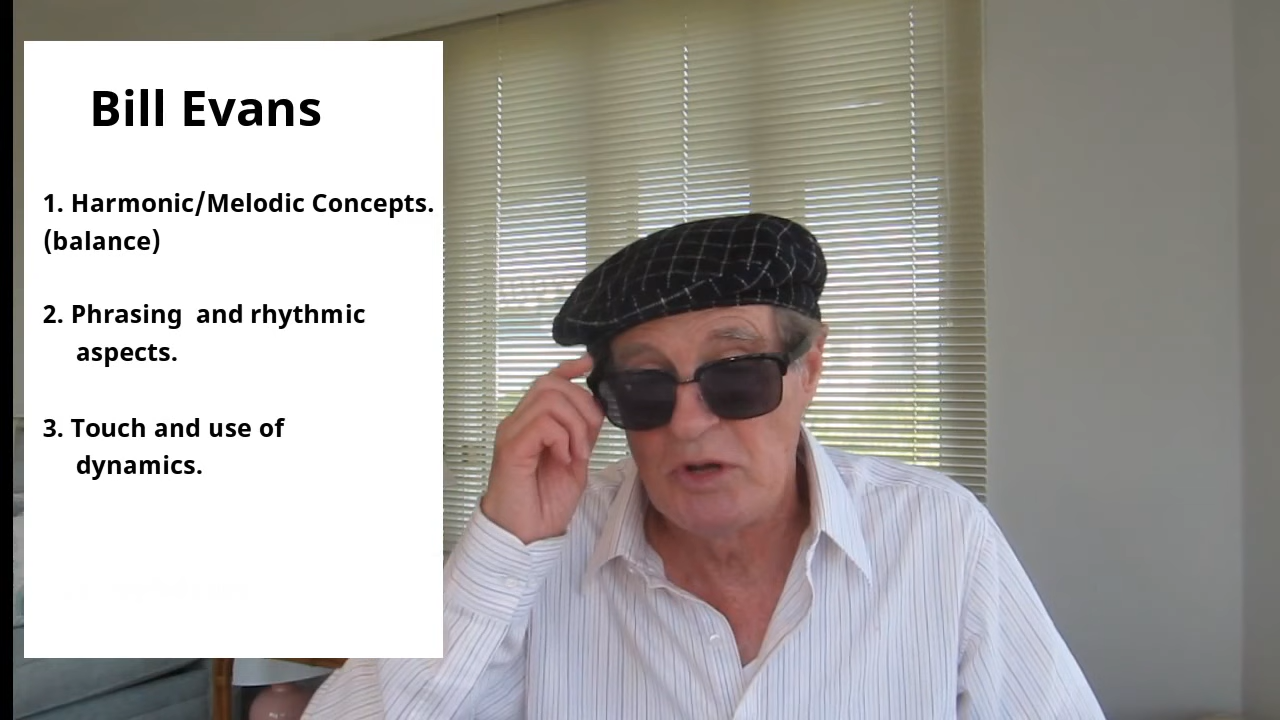 Bill Evans
1. Harmonic/Melodic Concepts.
(balance)
2. Phrasing  and rhythmic
aspects.
3. Touch and use of
dynamics.